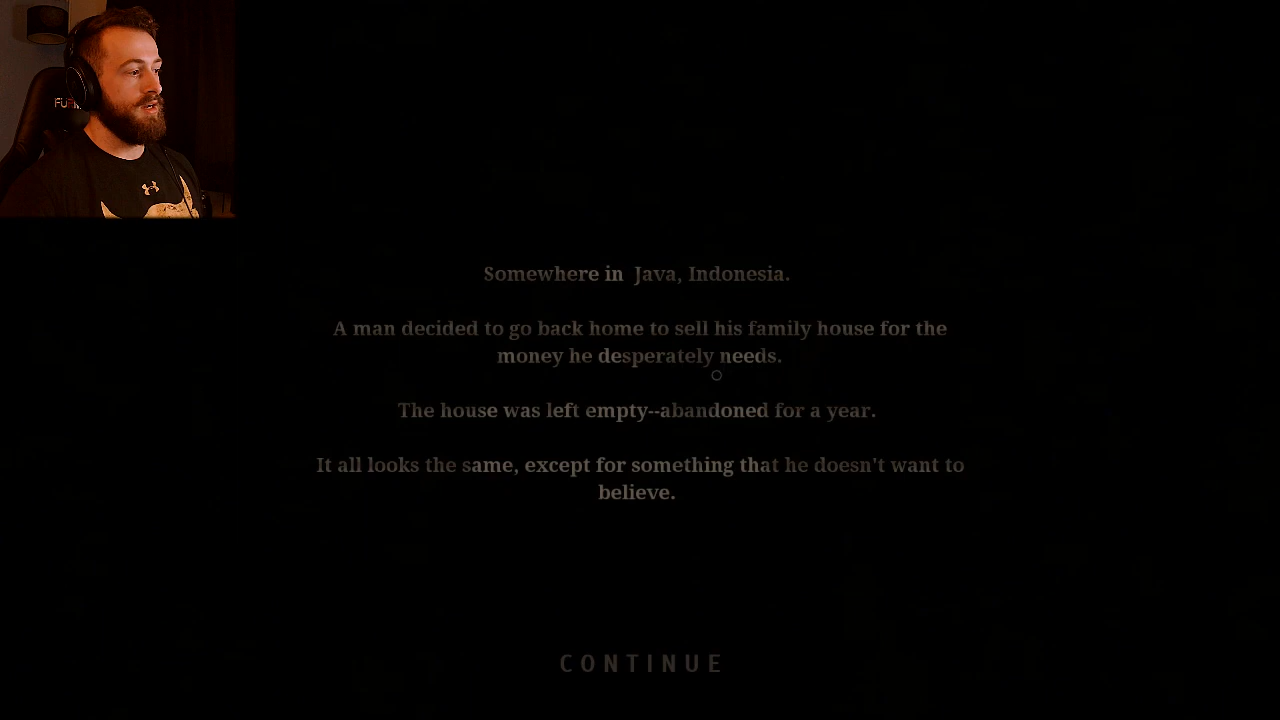 Somewhere in Java, Indonesia.
A man decided to go back home to sell his family house for the
money he desperately needs.
The house was left empty--abandoned for a year.
It all looks the same, except for something that he doesn't want to
believe.
CONTINUE